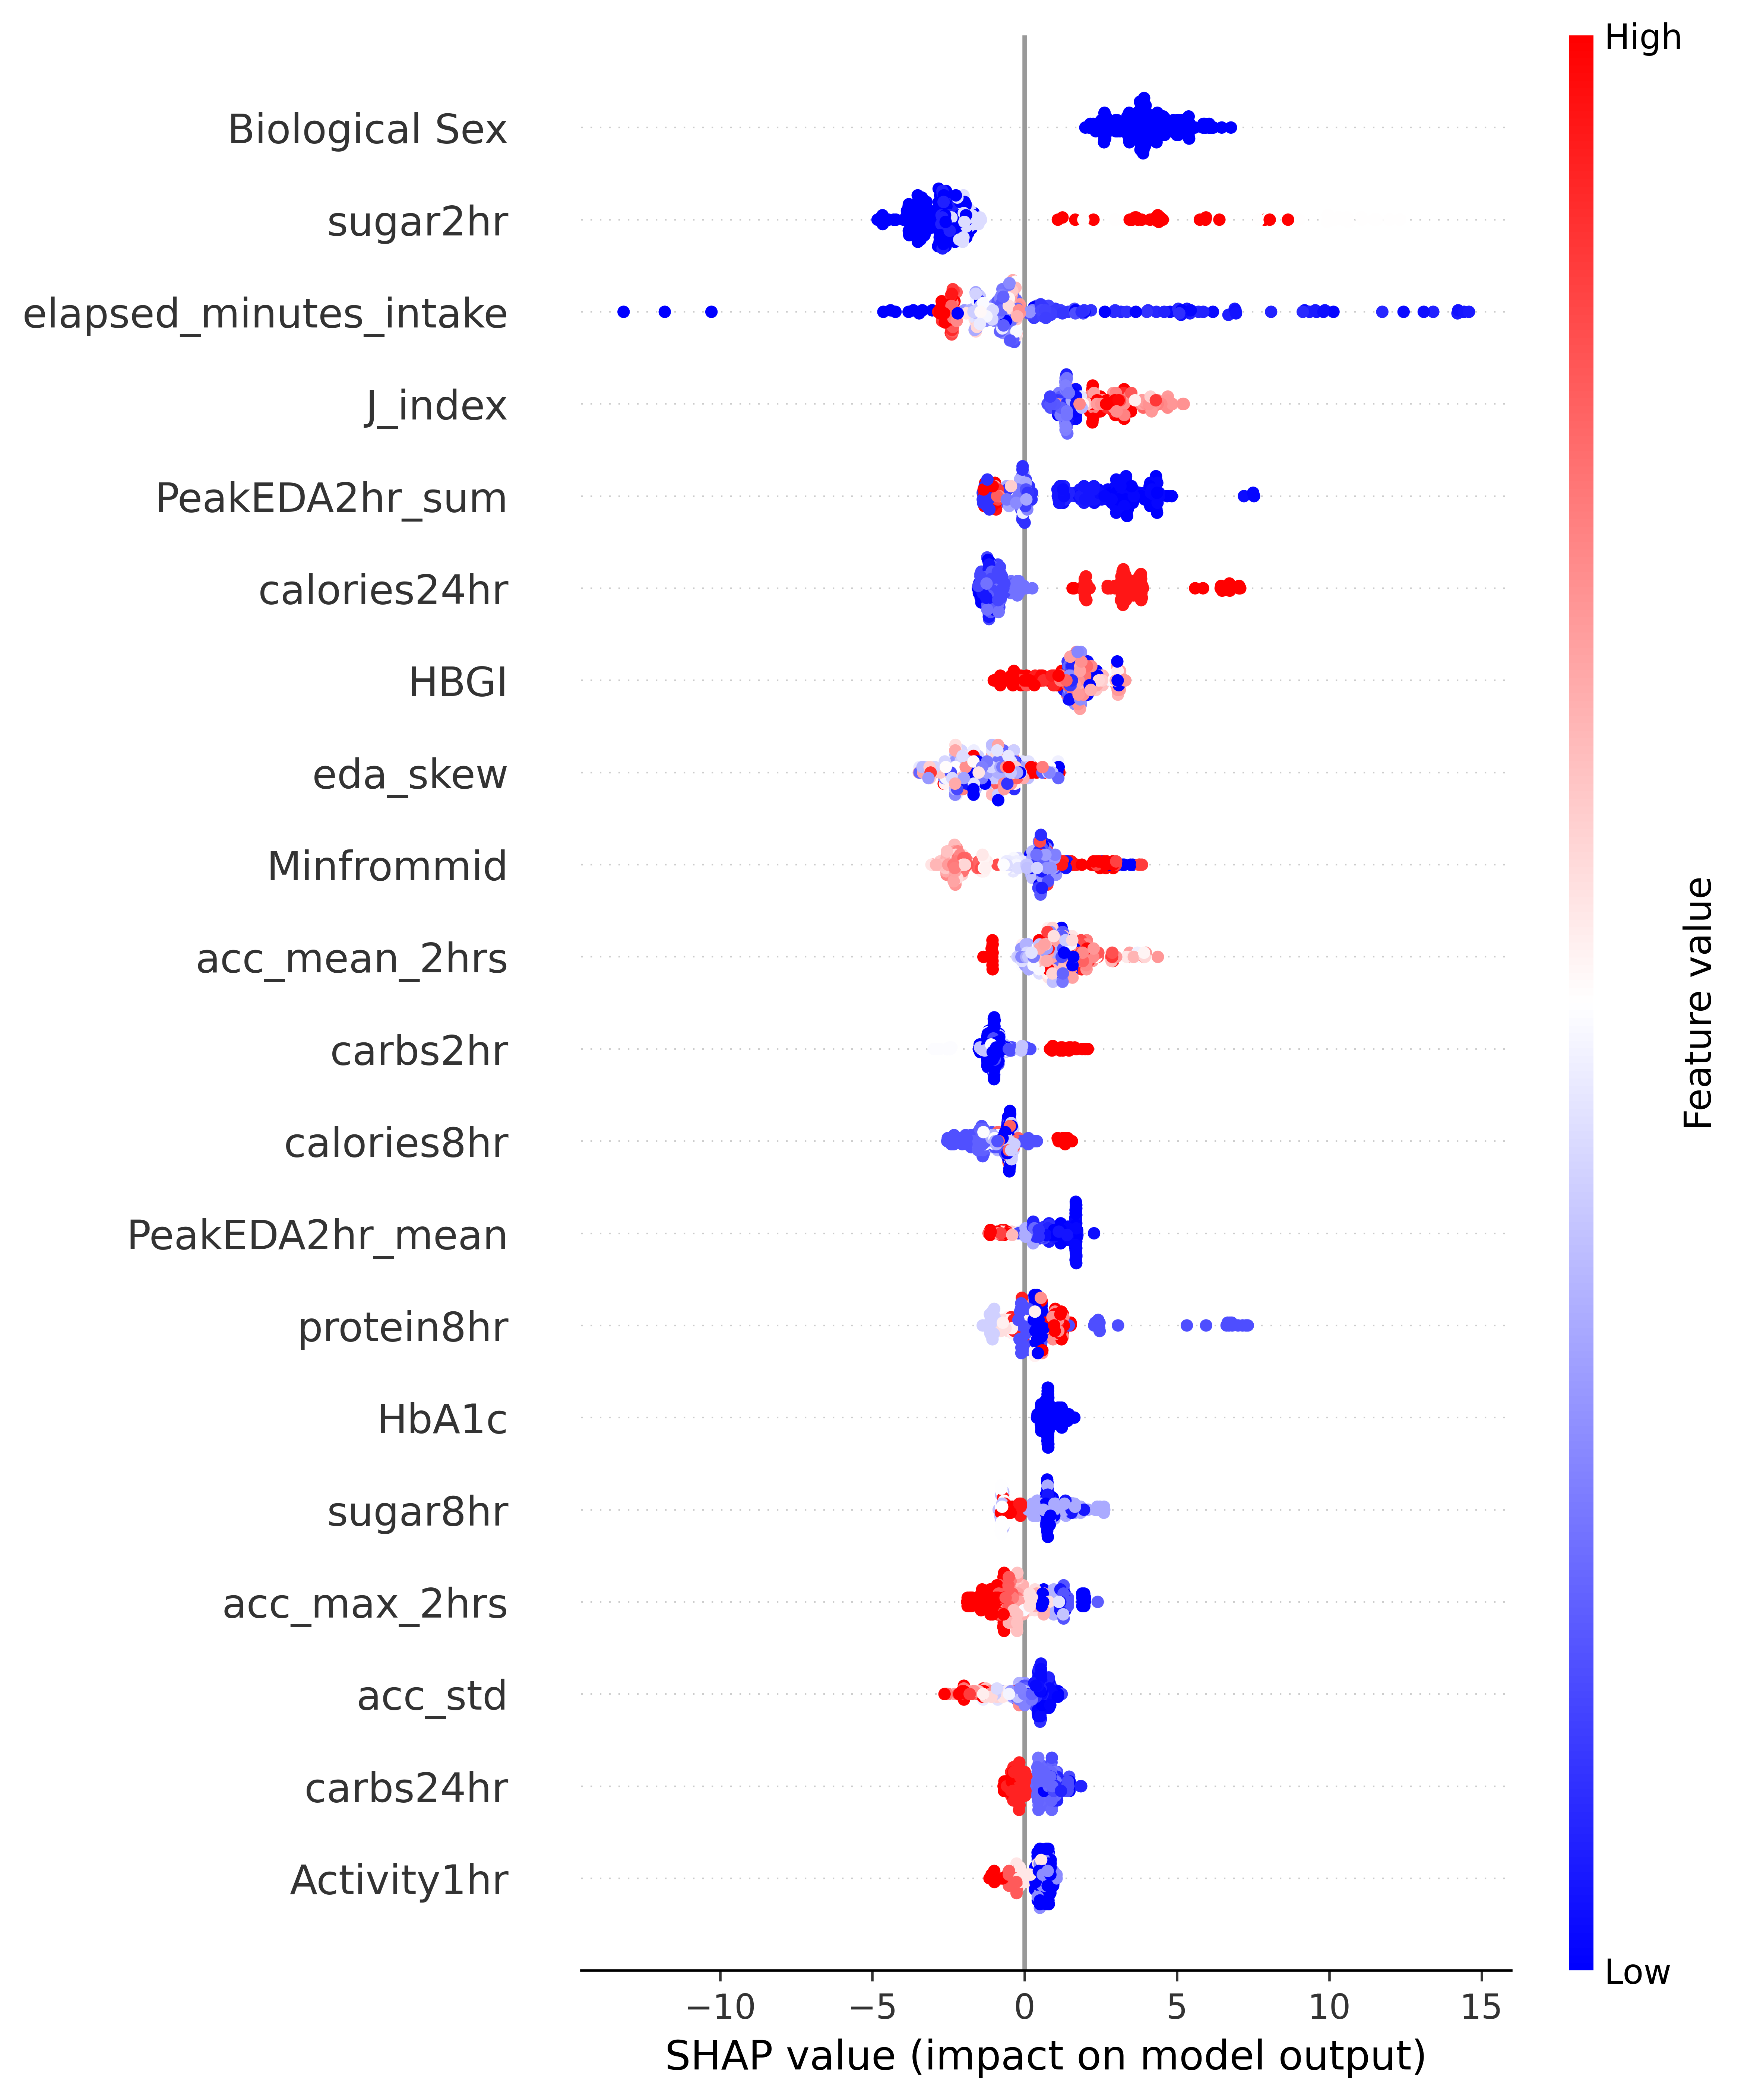 High
Biological Sex
sugar2hr
elapsed_minutes_intake
J_index
PeakEDA2hr_sum
calories24hr
HBGI
eda_skew
Minfrommid
acc_mean_2hrs
carbs2hr
calories8hr
PeakEDA2hr_mean
protein8hr
HbA1c
sugar8hr
acc_max_2hrs
acc_std
carbs24hr
Activity1hr
Feature value
Low
−10 −5 0 5 10 15
SHAP value (impact on model output)